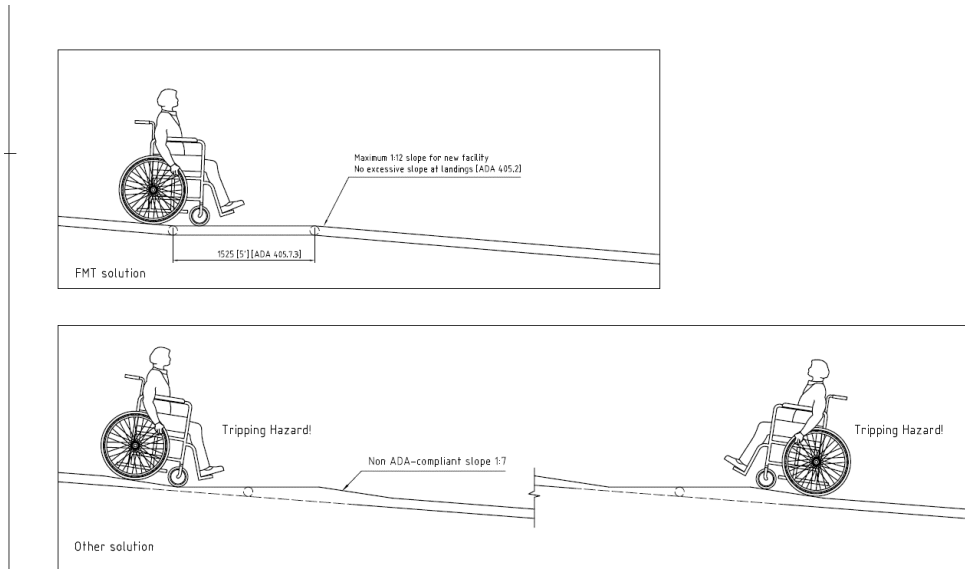 Maximum 1:12 slope for new facility
No excessive slope at landings [ADA 405.2]
1525 [5'] [ADA 405.7.3]
FMT solution
Tripping Hazard!
Tripping Hazard!
Non ADA-compliant slope 1:7
Other solution